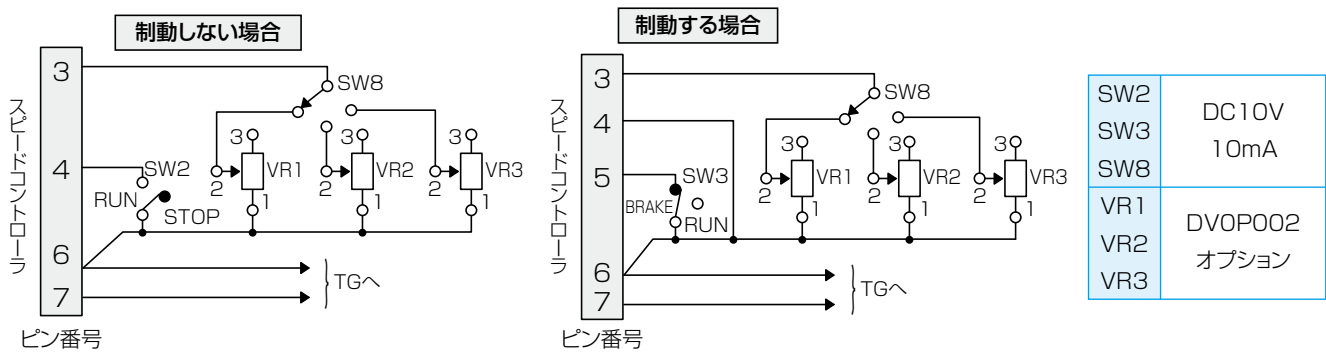 制動しない場合
スピードコントローラ
3
4
6
7
ピン番号
SW2
RUN
STOP
SW8
3
VR1
2
1
3
VR2
2
1
3
VR3
2
1
TGへ
制動する場合
スピードコントローラ
3
4
5
6
7
ピン番号
SW3
BRAKE
RUN
SW8
3
VR1
2
1
3
VR2
2
1
3
VR3
2
1
TGへ
SW2
SW3
SW8
DC10V
10mA
VR1
VR2
VR3
DV0P002
オプション